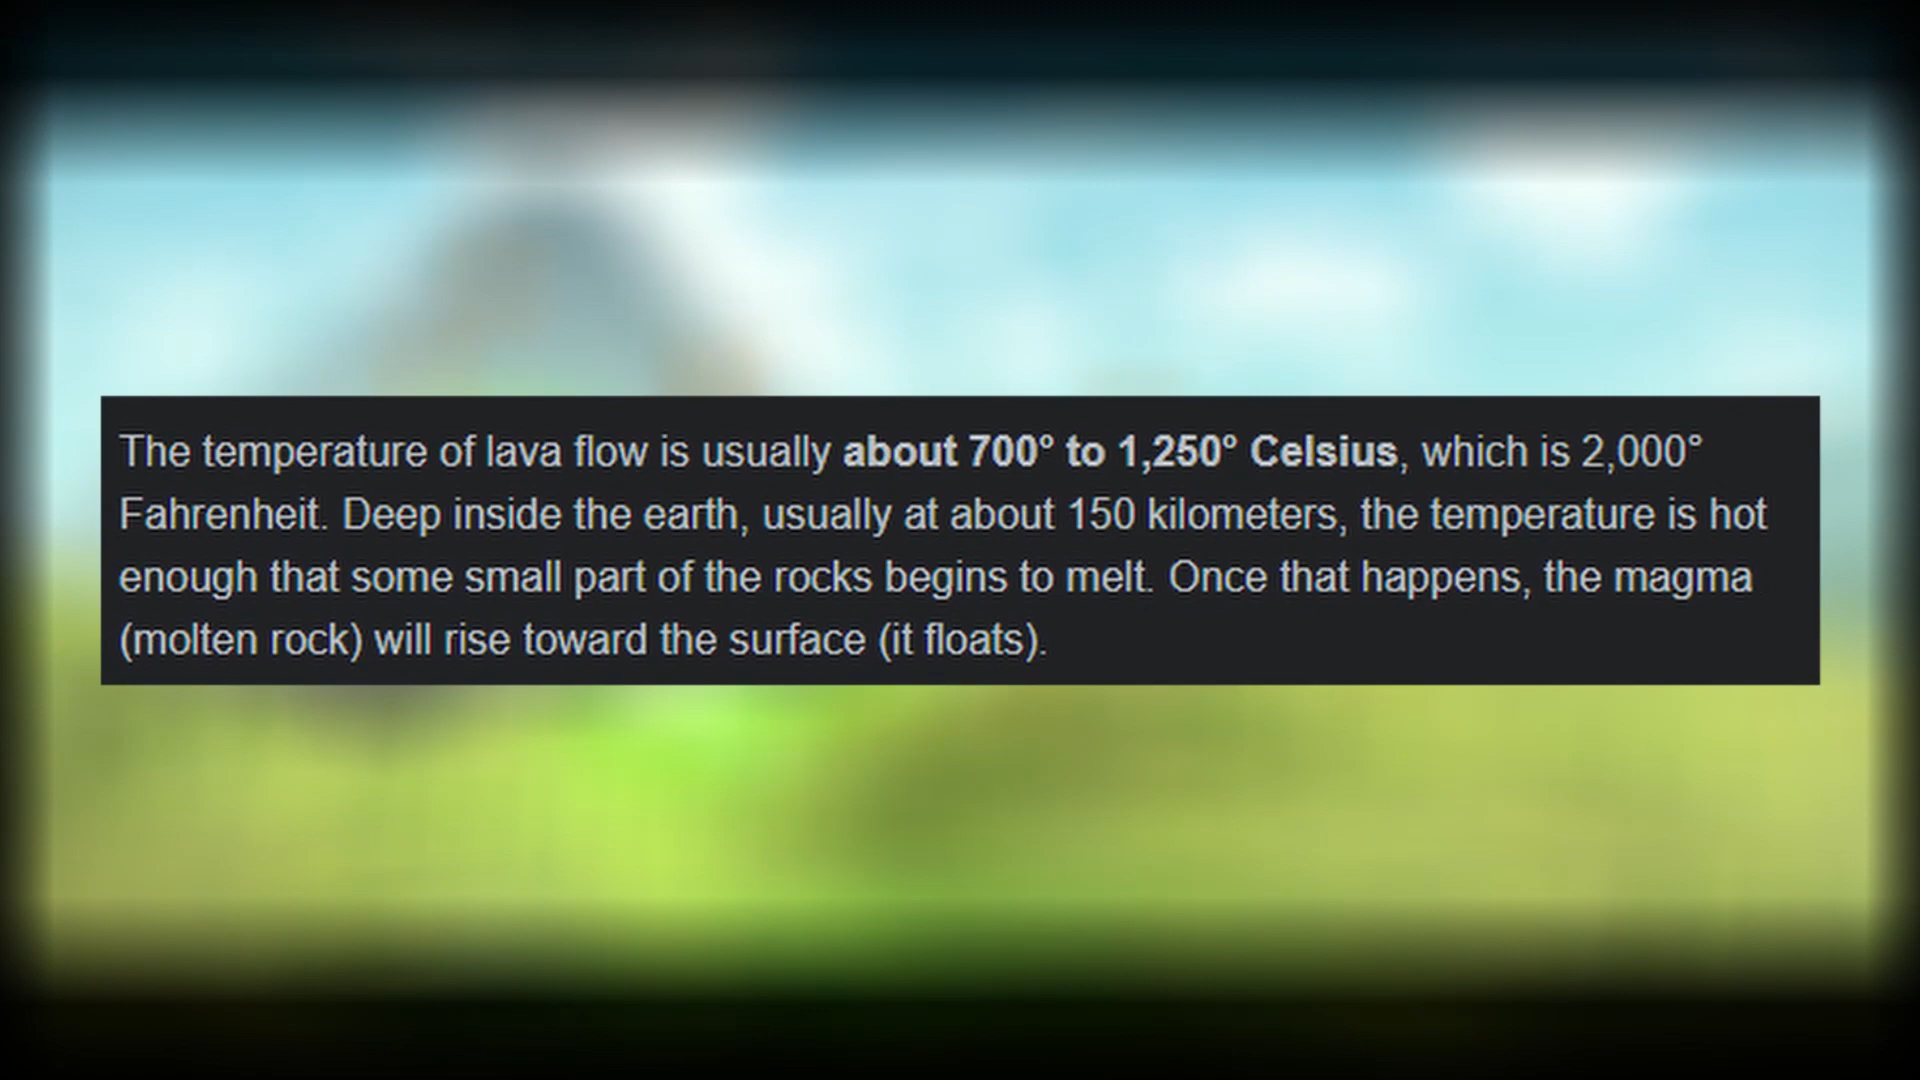 The temperature of lava flow is usually about 700° to 1,250° Celsius, which is 2,000°
Fahrenheit. Deep inside the earth, usually at about 150 kilometers, the temperature is hot
enough that some small part of the rocks begins to melt. Once that happens, the magma
(molten rock) will rise toward the surface (it floats).